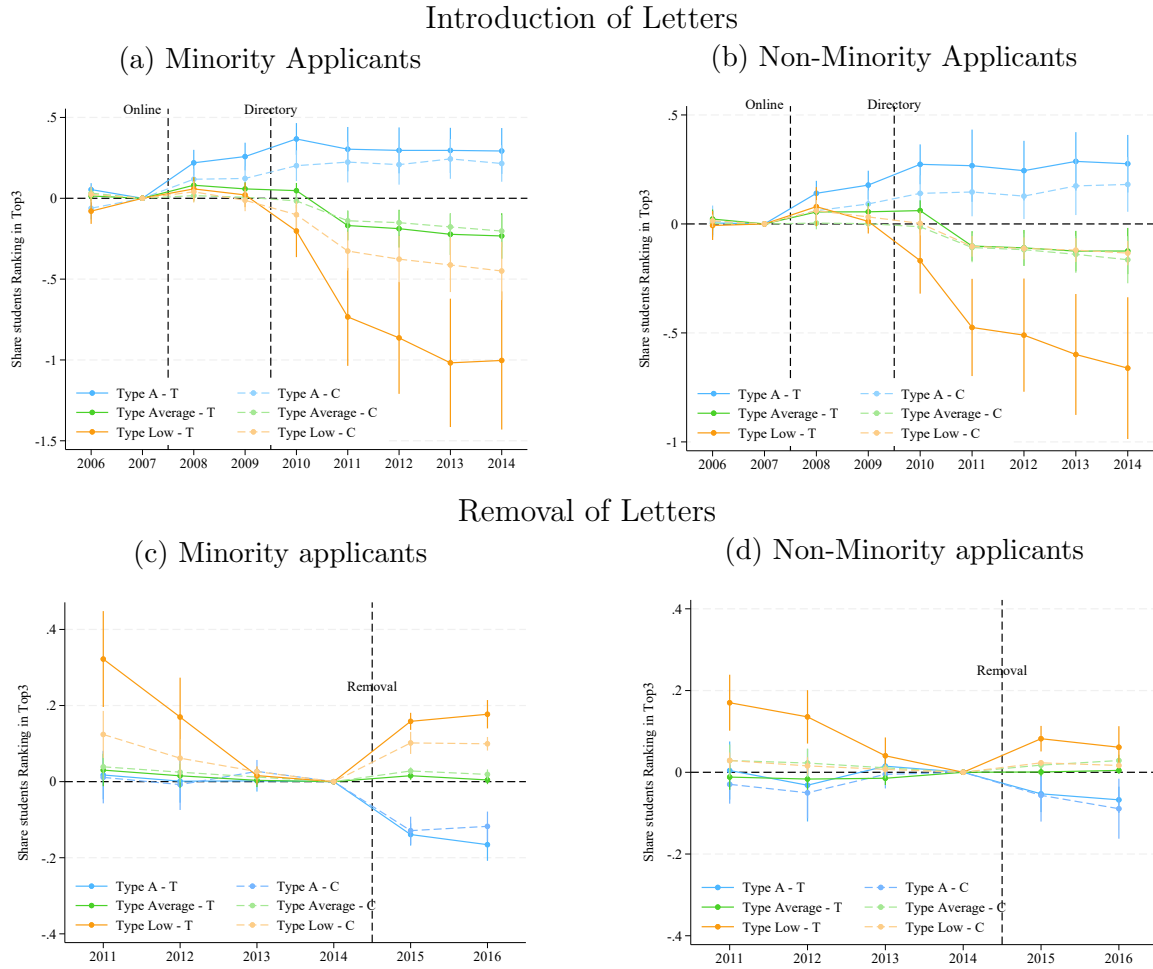 Introduction of Letters
(a) Minority Applicants
Share students Ranking in Top3
Online
Directory
.5
0
-.5
-1
-1.5
Type A - T
Type A - C
Type Average - T
Type Average - C
Type Low - T
Type Low - C
2006 2007 2008 2009 2010 2011 2012 2013 2014
(b) Non-Minority Applicants
Share students Ranking in Top3
Online
Directory
.5
0
-.5
-1
Type A - T
Type A - C
Type Average - T
Type Average - C
Type Low - T
Type Low - C
2006 2007 2008 2009 2010 2011 2012 2013 2014
Removal of Letters
(c) Minority applicants
Share students Ranking in Top3
Removal
.4
.2
0
-.2
-.4
Type A - T
Type A - C
Type Average - T
Type Average - C
Type Low - T
Type Low - C
2011 2012 2013 2014 2015 2016
(d) Non-Minority applicants
Share students Ranking in Top3
Removal
.4
.2
0
-.2
-.4
Type A - T
Type A - C
Type Average - T
Type Average - C
Type Low - T
Type Low - C
2011 2012 2013 2014 2015 2016